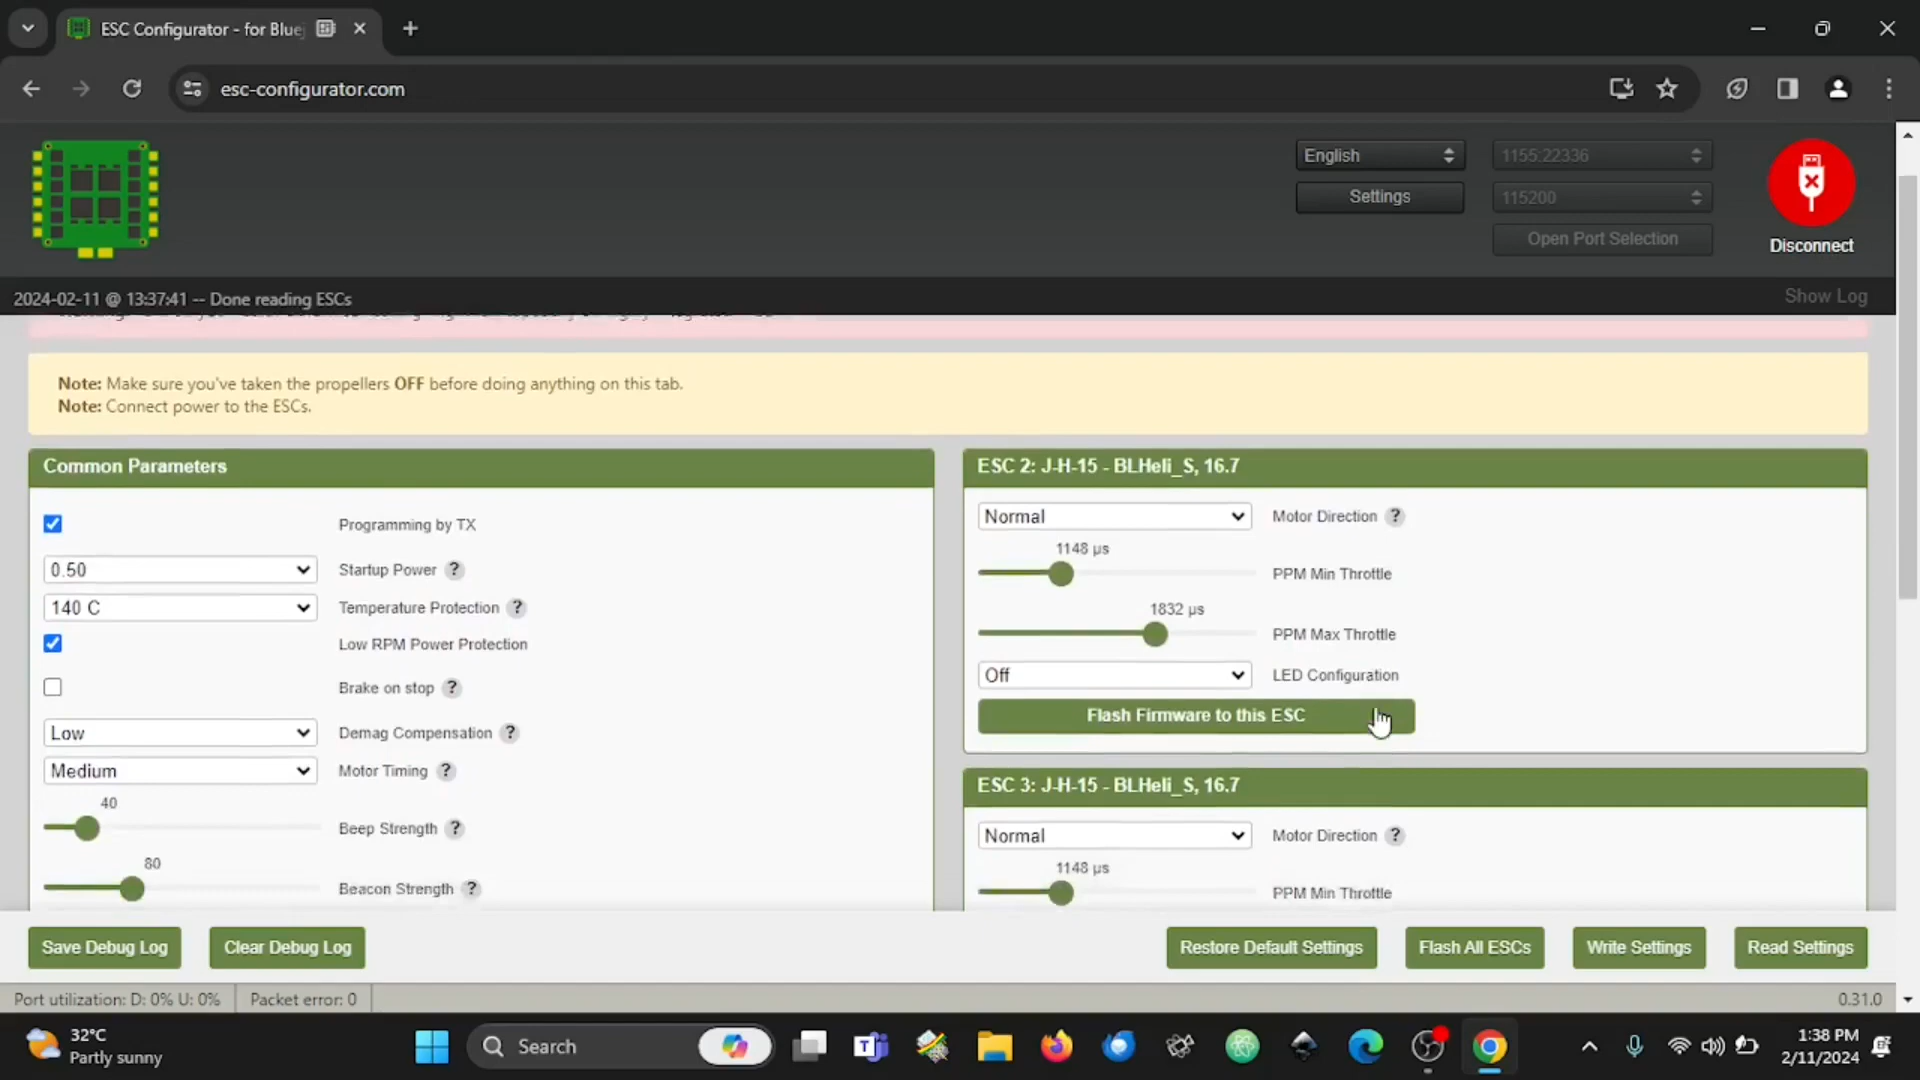 ESC Configurator - for Blue
esc-configurator.com
English
Settings
1155:22336
115200
Open Port Selection
Disconnect
2024-02-11 @ 13:37:41 -- Done reading ESCs
Show Log
Note: Make sure you've taken the propellers OFF before doing anything on this tab.
Note: Connect power to the ESCs.
Common Parameters
Programming by TX
0.50
Startup Power ?
140 C
Temperature Protection ?
Low RPM Power Protection
Brake on stop ?
Low
Demag Compensation ?
Medium
Motor Timing ?
40
Beep Strength ?
80
Beacon Strength ?
ESC 2: J-H-15 - BLHeli_S, 16.7
Normal
Motor Direction ?
1148 µs
PPM Min Throttle
1832 µs
PPM Max Throttle
Off
LED Configuration
Flash Firmware to this ESC
ESC 3: J-H-15 - BLHeli_S, 16.7
Normal
Motor Direction ?
1148 µs
PPM Min Throttle
Save Debug Log
Clear Debug Log
Restore Default Settings
Flash All ESCs
Write Settings
Read Settings
Port utilization: D: 0% U: 0%
Packet error: 0
0.31.0
32°C
Partly sunny
Search
1:38 PM
2/11/2024